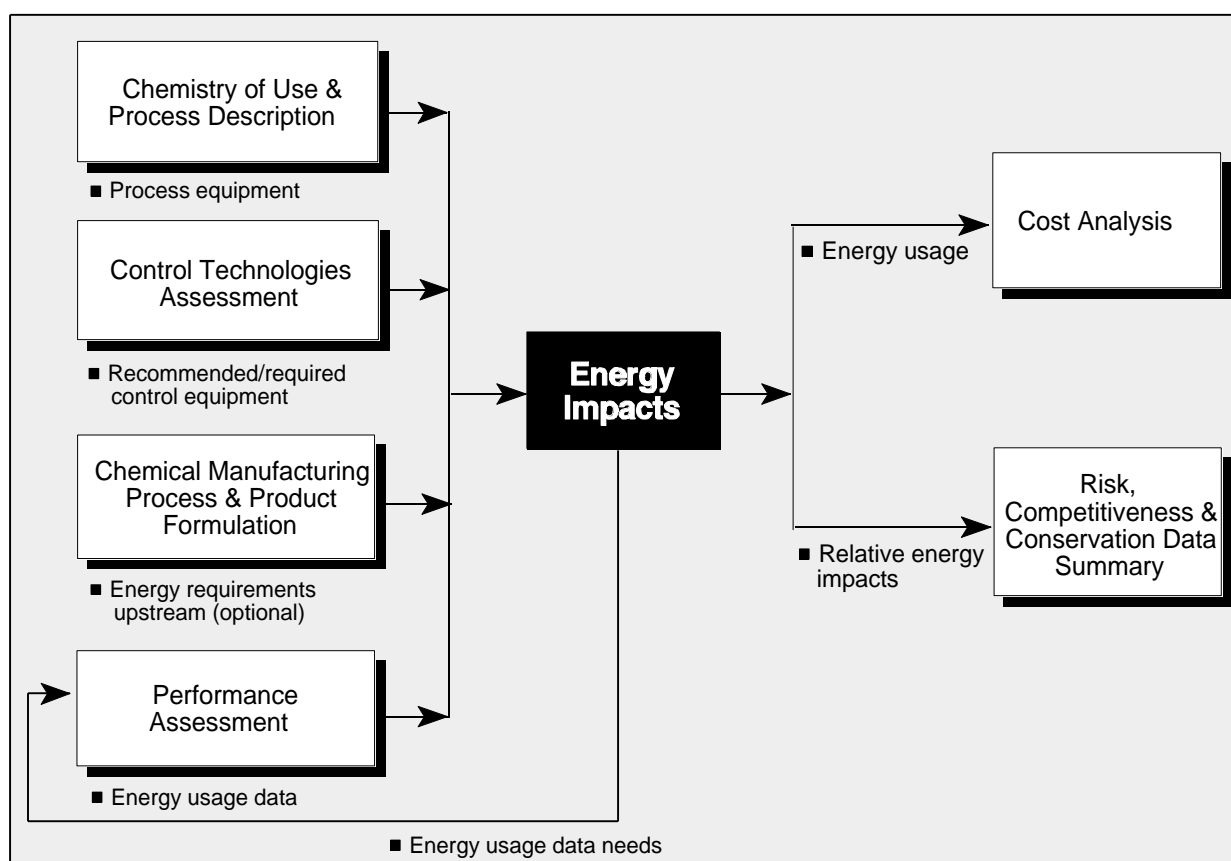 Chemistry of Use &
Process Description
■ Process equipment
Control Technologies
Assessment
■ Recommended/required
control equipment
Chemical Manufacturing
Process & Product
Formulation
■ Energy requirements
upstream (optional)
Performance
Assessment
■ Energy usage data
Energy
Impacts
■ Energy usage data needs
■ Energy usage
Cost Analysis
■ Relative energy
impacts
Risk,
Competitiveness &
Conservation Data
Summary